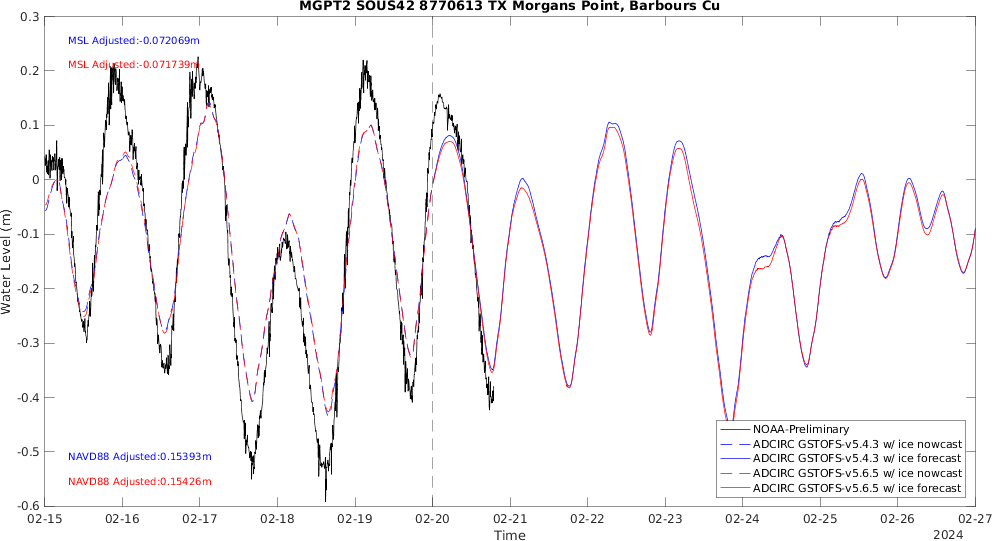 MGPT2 SOUS42 8770613 TX Morgans Point, Barbours Cu
0.3
0.2
0.1
0
-0.1
-0.2
-0.3
-0.4
-0.5
-0.6
Water Level (m)
MSL Adjusted:-0.072069m
MSL Adjusted:-0.071739m
NAVD88 Adjusted:0.15393m
NAVD88 Adjusted:0.15426m
NOAA-Preliminary
ADCIRC GSTOFS-v5.4.3 w/ ice nowcast
ADCIRC GSTOFS-v5.4.3 w/ ice forecast
ADCIRC GSTOFS-v5.6.5 w/ ice nowcast
ADCIRC GSTOFS-v5.6.5 w/ ice forecast
02-15 02-16 02-17 02-18 02-19 02-20 02-21 02-22 02-23 02-24 02-25 02-26 02-27
Time
2024